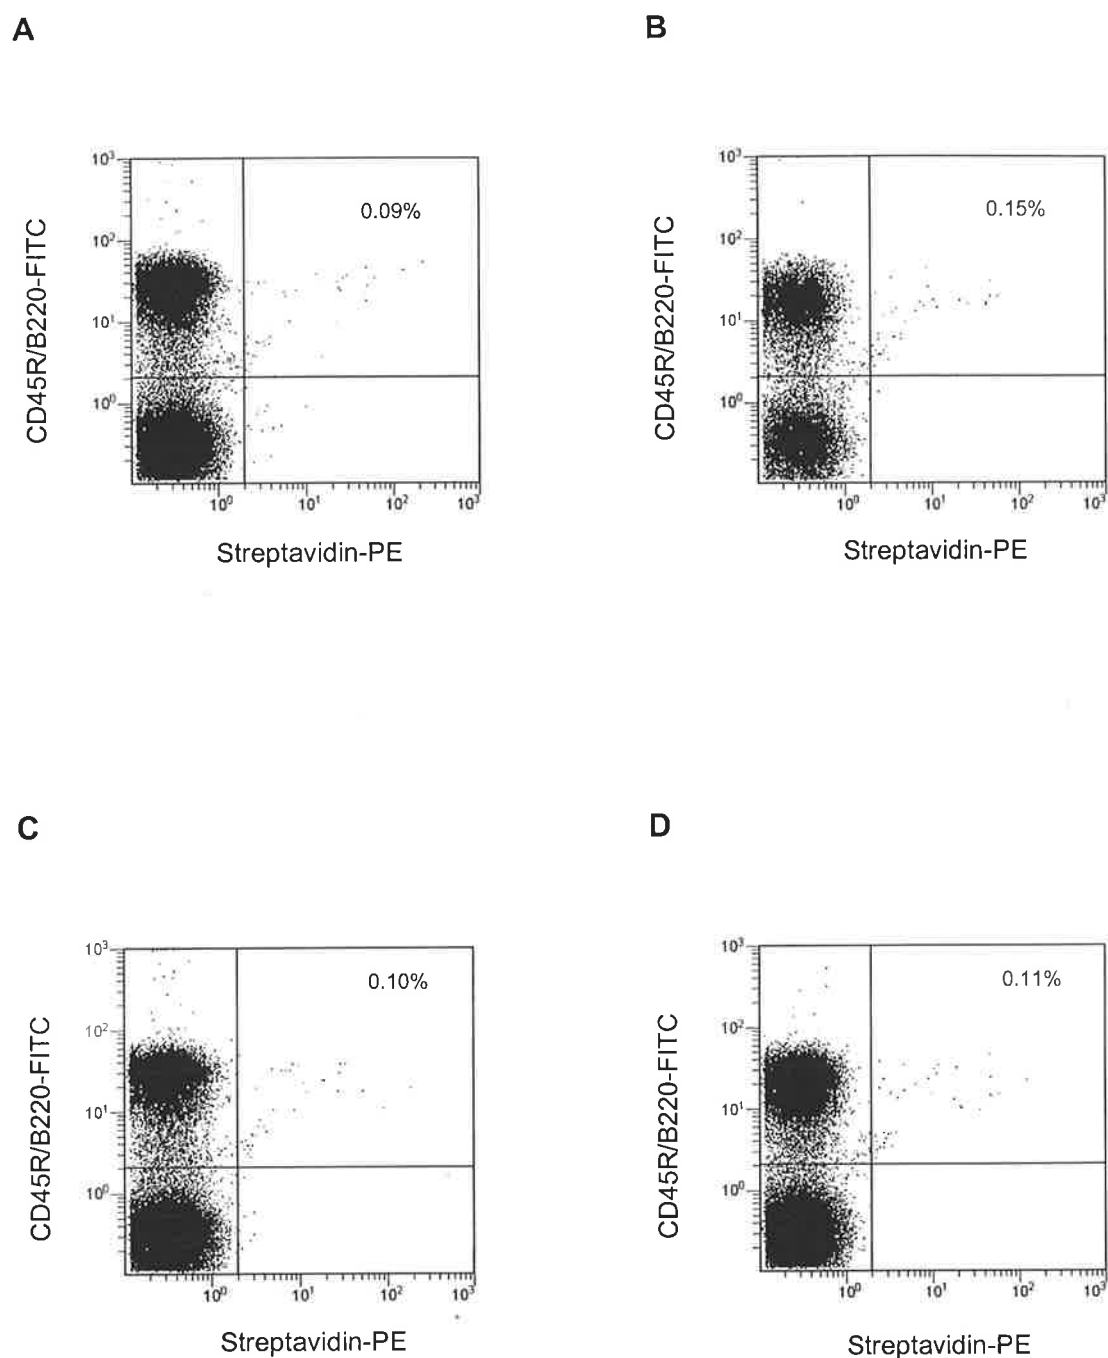 A
B
10³
10²
10¹
10⁰
CD45R/B220-FITC
0.09%
10⁰ 10¹ 10² 10³
Streptavidin-PE
10³
10²
10¹
10⁰
CD45R/B220-FITC
0.15%
10⁰ 10¹ 10² 10³
Streptavidin-PE
C
D
10³
10²
10¹
10⁰
CD45R/B220-FITC
0.10%
10⁰ 10¹ 10² 10³
Streptavidin-PE
10³
10²
10¹
10⁰
CD45R/B220-FITC
0.11%
10⁰ 10¹ 10² 10³
Streptavidin-PE